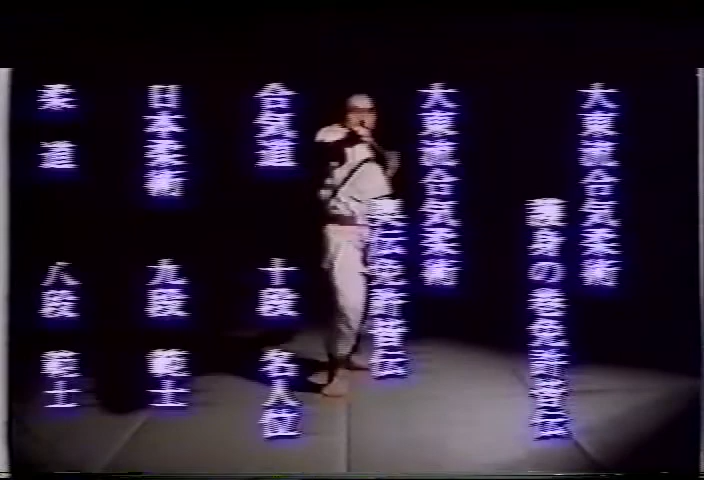 大東流合気柔術
護身の巻免許皆伝
大東流合気柔術
奥伝免許皆伝
合気道
十段
名人位
日本柔術
九段
範士
柔道
八段
範士